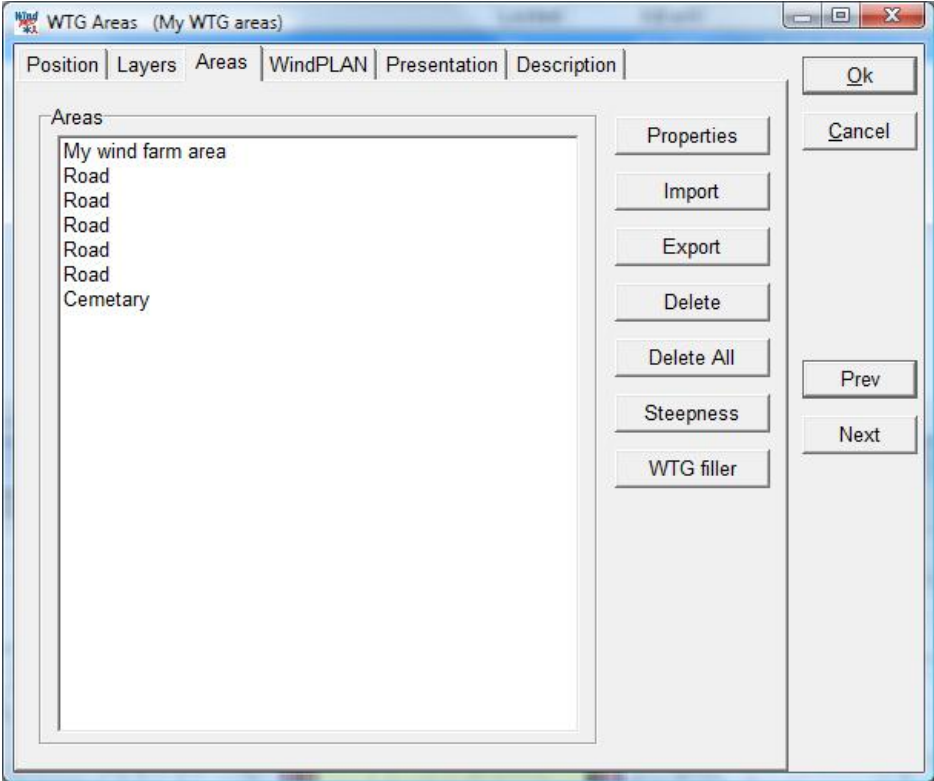 WTG Areas (My WTG areas)
Position Layers Areas WindPLAN Presentation Description
Areas
My wind farm area
Road
Road
Road
Road
Road
Cemetary
Properties
Import
Export
Delete
Delete All
Steepness
WTG filler
Ok
Cancel
Prev
Next